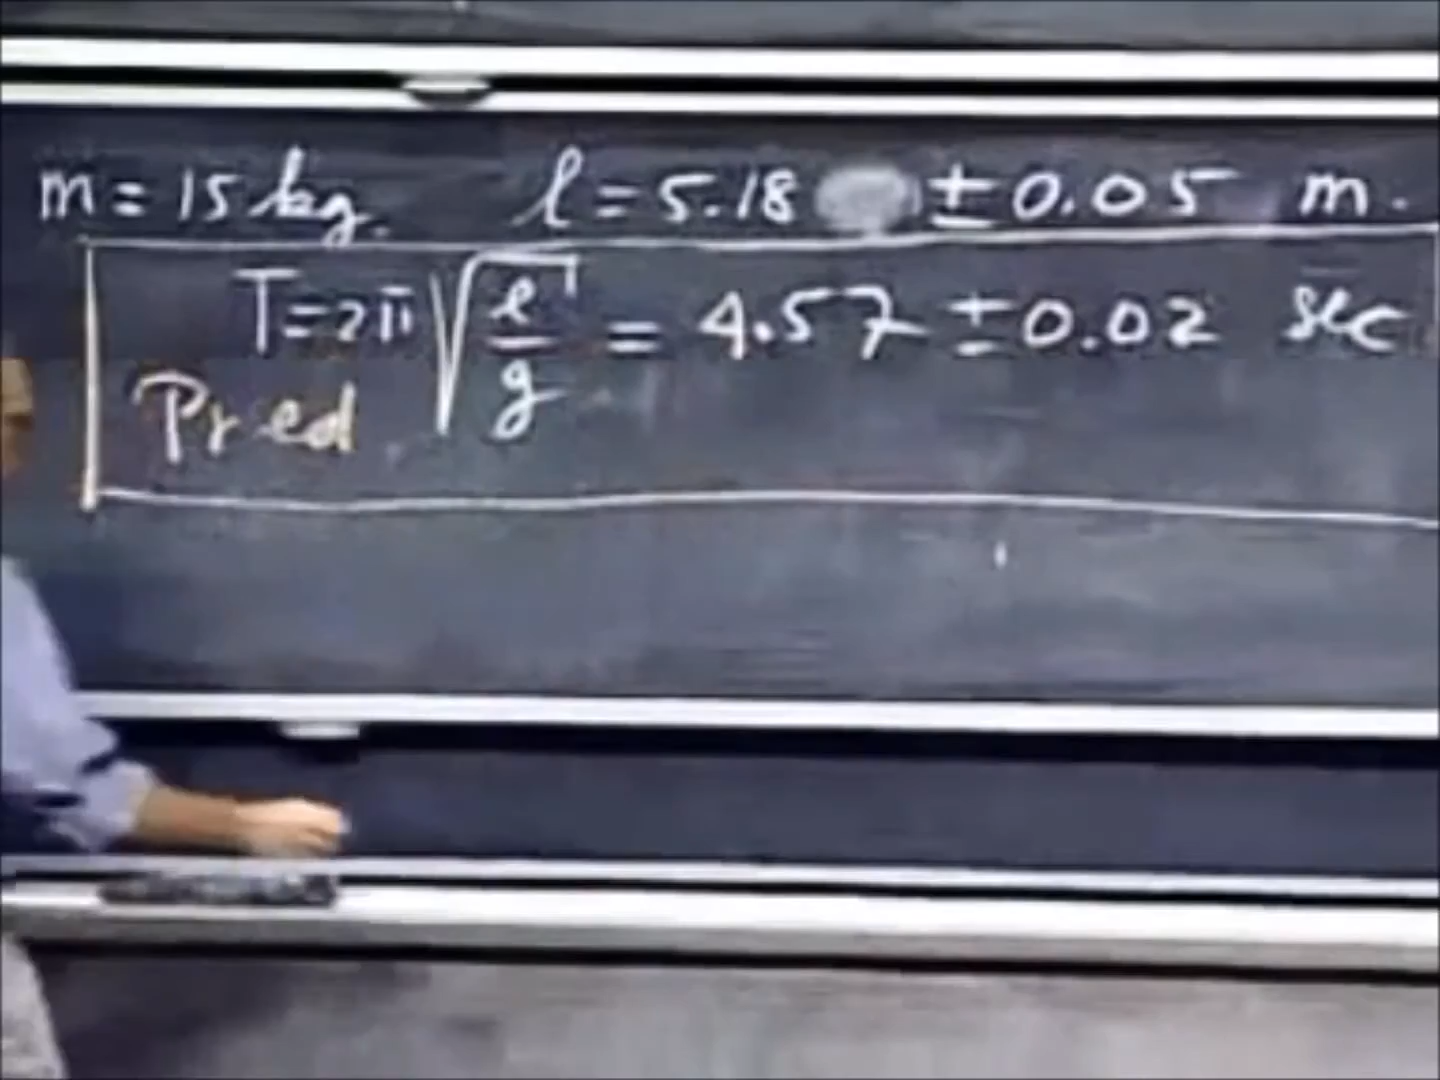 m = 15 kg. l = 5.18 ± 0.05 m.
T = 2π √(l/g) = 4.57 ± 0.02 sec
Pred.